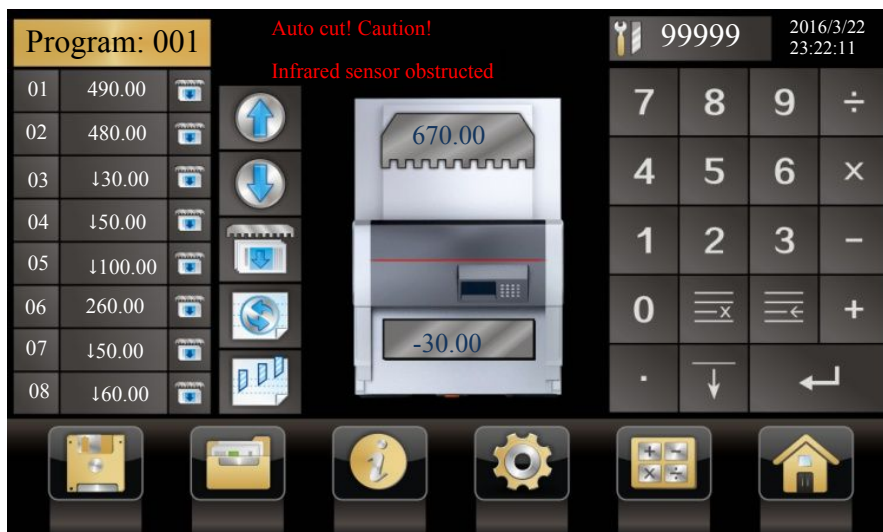 Program: 001
Auto cut! Caution!
Infrared sensor obstructed
99999
2016/3/22
23:22:11
01 490.00
02 480.00
03 ↓30.00
04 ↓50.00
05 ↓100.00
06 260.00
07 ↓50.00
08 ↓60.00
670.00
-30.00
7 8 9 ÷
4 5 6 ×
1 2 3 −
0 +
.
i
+ −
× ÷